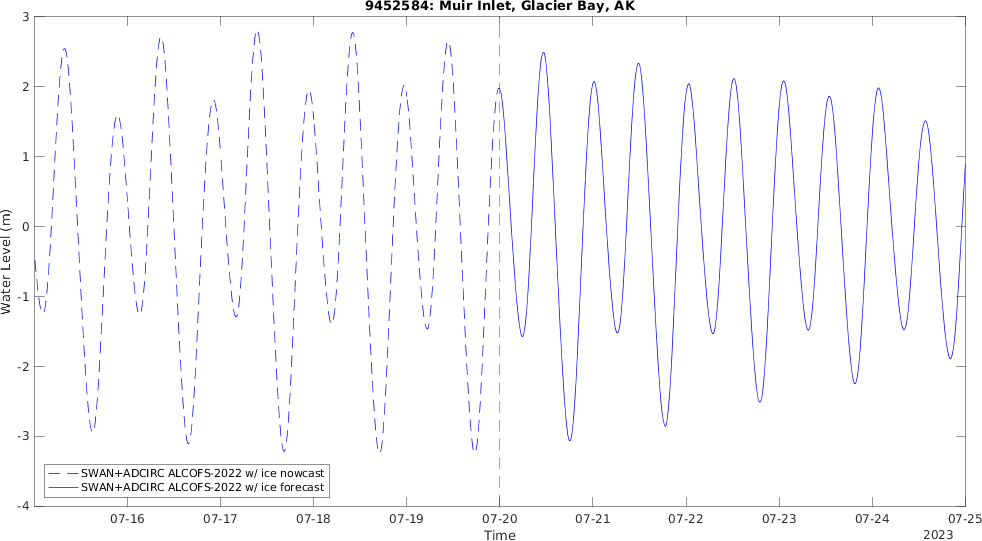 9452584: Muir Inlet, Glacier Bay, AK
3
2
1
0
-1
-2
-3
-4
Water Level (m)
SWAN+ADCIRC ALCOFS-2022 w/ ice nowcast
SWAN+ADCIRC ALCOFS-2022 w/ ice forecast
07-16 07-17 07-18 07-19 07-20 07-21 07-22 07-23 07-24 07-25
Time
2023